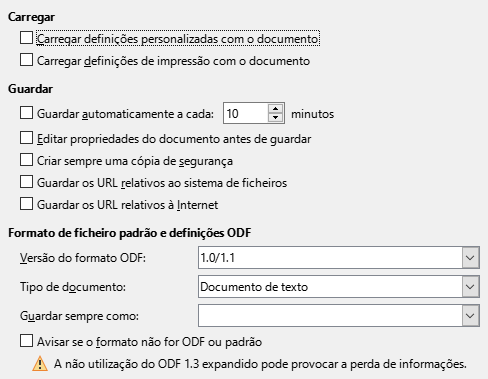 Carregar
Carregar definições personalizadas com o documento
Carregar definições de impressão com o documento
Guardar
Guardar automaticamente a cada: 10 minutos
Editar propriedades do documento antes de guardar
Criar sempre uma cópia de segurança
Guardar os URL relativos ao sistema de ficheiros
Guardar os URL relativos à Internet
Formato de ficheiro padrão e definições ODF
Versão do formato ODF: 1.0/1.1
Tipo de documento: Documento de texto
Guardar sempre como:
Avisar se o formato não for ODF ou padrão
A não utilização do ODF 1.3 expandido pode provocar a perda de informações.